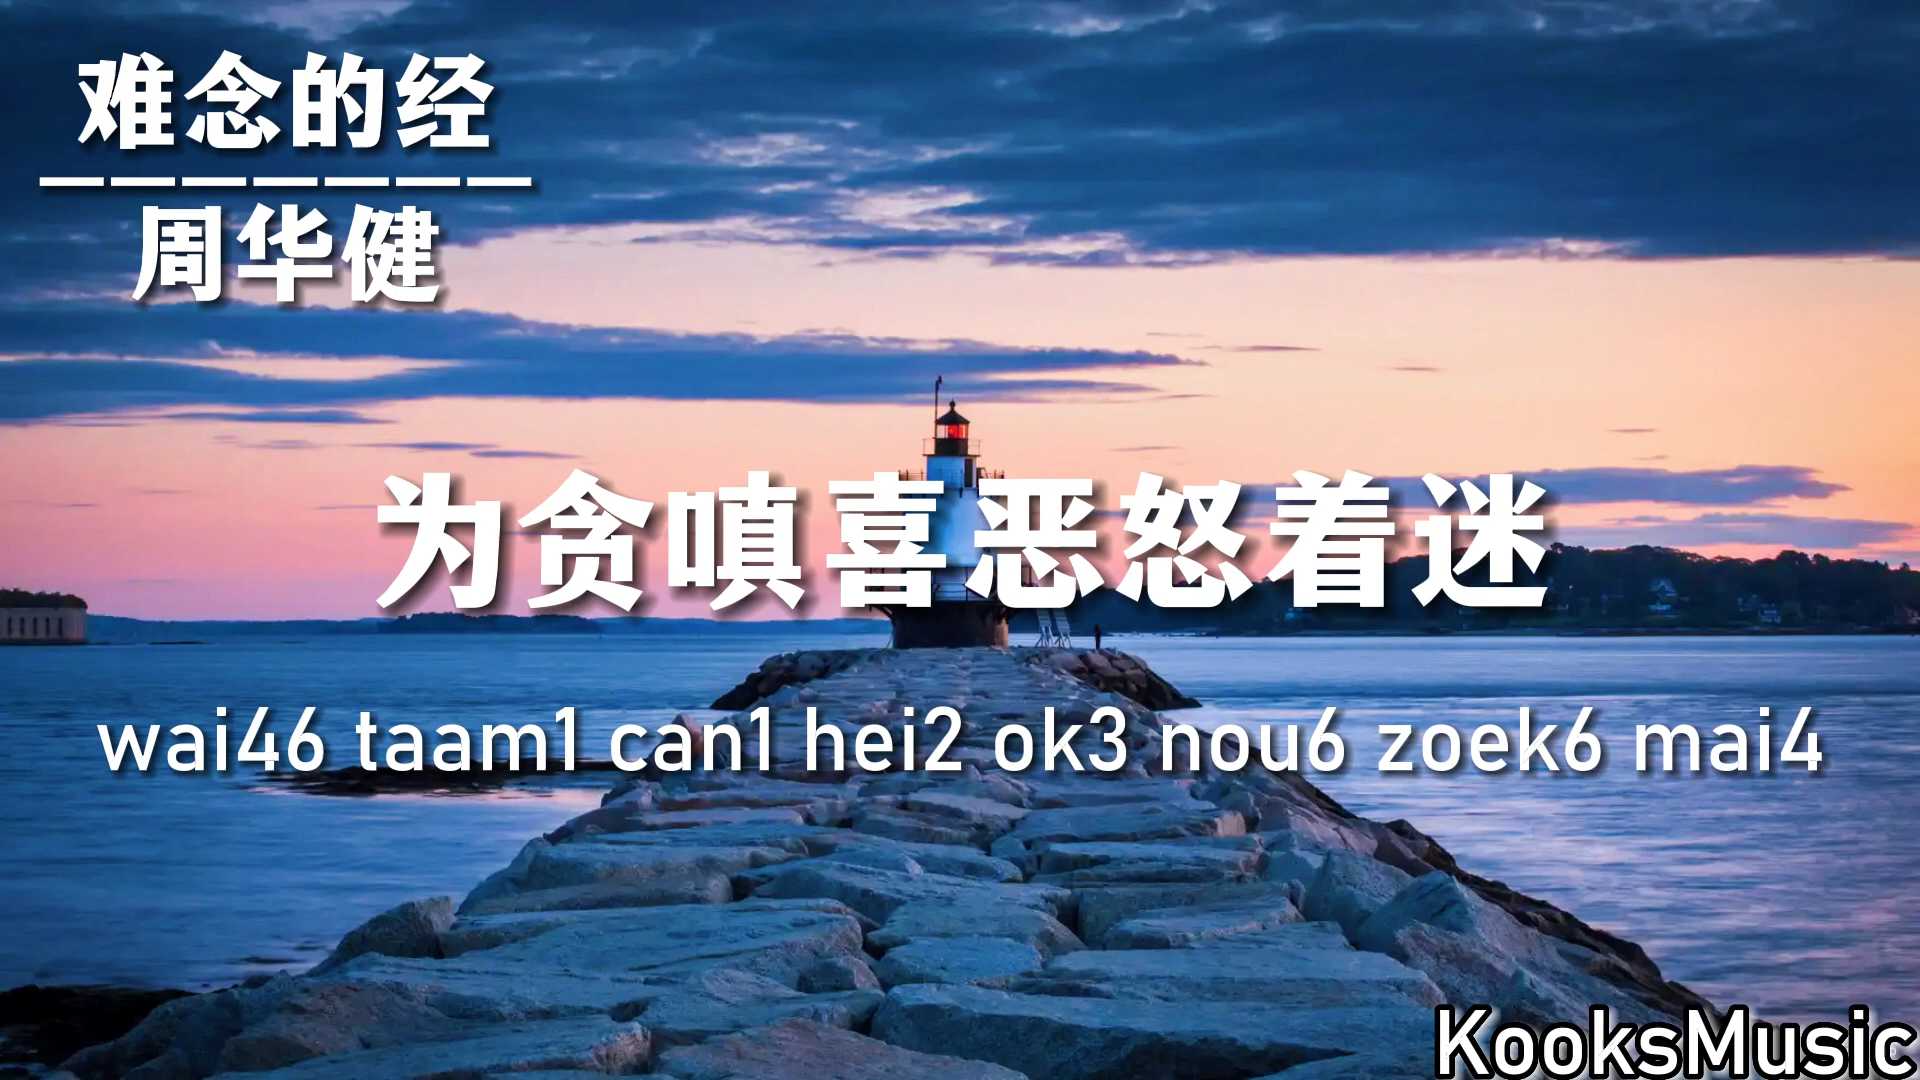 难念的经
———————
周华健
为贪嗔喜恶怒着迷
wai46 taam1 can1 hei2 ok3 nou6 zoek6 mai4
KooksMusic